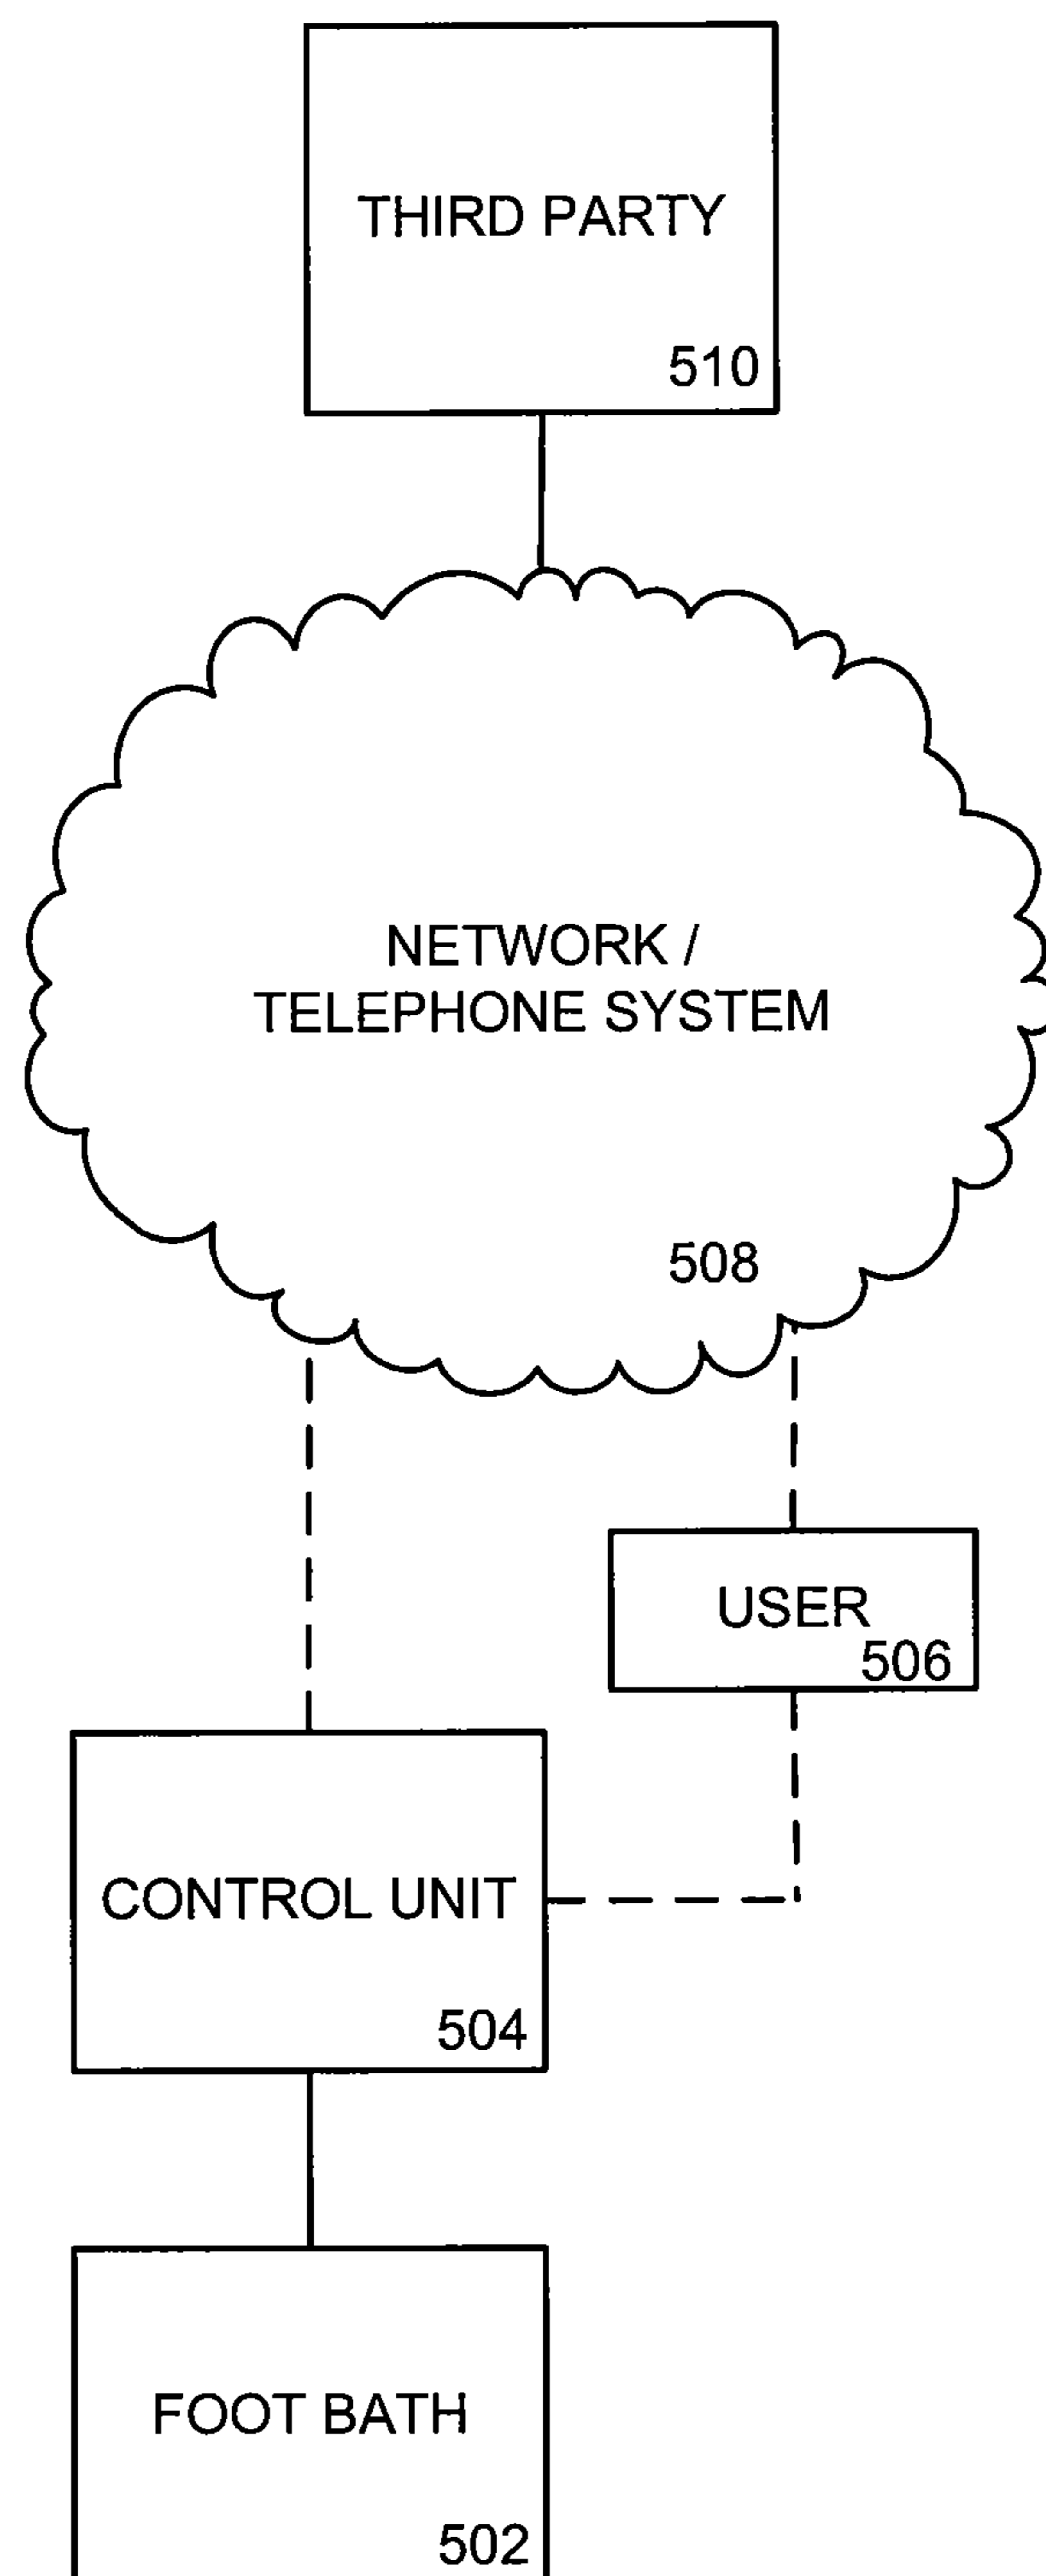 THIRD PARTY
510
NETWORK /
TELEPHONE SYSTEM
508
USER
506
CONTROL UNIT
504
FOOT BATH
502